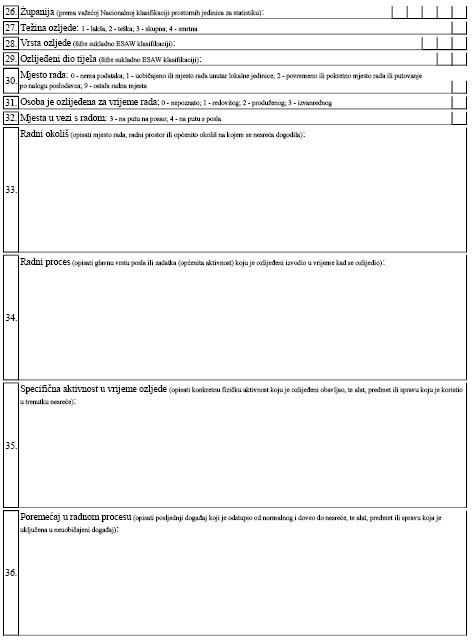 26. Županija (prema važećoj Nacionalnoj klasifikaciji prostornih jedinica za statistiku):
27. Težina ozljede: 1 - lakša; 2 - teška; 3 - skupna; 4 - smrtna
28. Vrsta ozljede (šifre sukladno ESAW klasifikaciji):
29. Ozlijeđeni dio tijela (šifre sukladno ESAW klasifikaciji):
30. Mjesto rada: 0 - nema podataka; 1 - uobičajeno ili mjesto rada unutar lokalne jedinice; 2 - povremeno ili pokretno mjesto rada ili putovanje
po nalogu poslodavca; 9 - ostala radna mjesta
31. Osoba je ozlijeđena za vrijeme rada: 0 - nepoznato; 1 - redovitog; 2 - produženog; 3 - izvanrednog
32. Mjesta u vezi s radom: 3 - na putu na posao; 4 - na putu s posla
33. Radni okoliš (opisati mjesto rada, radni prostor ili općenito okoliš na kojem se nesreća dogodila):
34. Radni proces (opisati glavnu vrstu posla ili zadatka (općenita aktivnost) koju je ozlijeđeni izvodio u vrijeme kad se ozlijedio):
35. Specifična aktivnost u vrijeme ozljede (opisati konkretnu fizičku aktivnost koju je ozlijeđeni obavljao, te alat, predmet ili spravu koju je koristio
u trenutku nesreće):
36. Poremećaj u radnom procesu (opisati posljednji događaj koji je odstupio od normalnog i doveo do nesreće, te alat, predmet ili spravu koja je
uključena u neuobičajeni događaj):